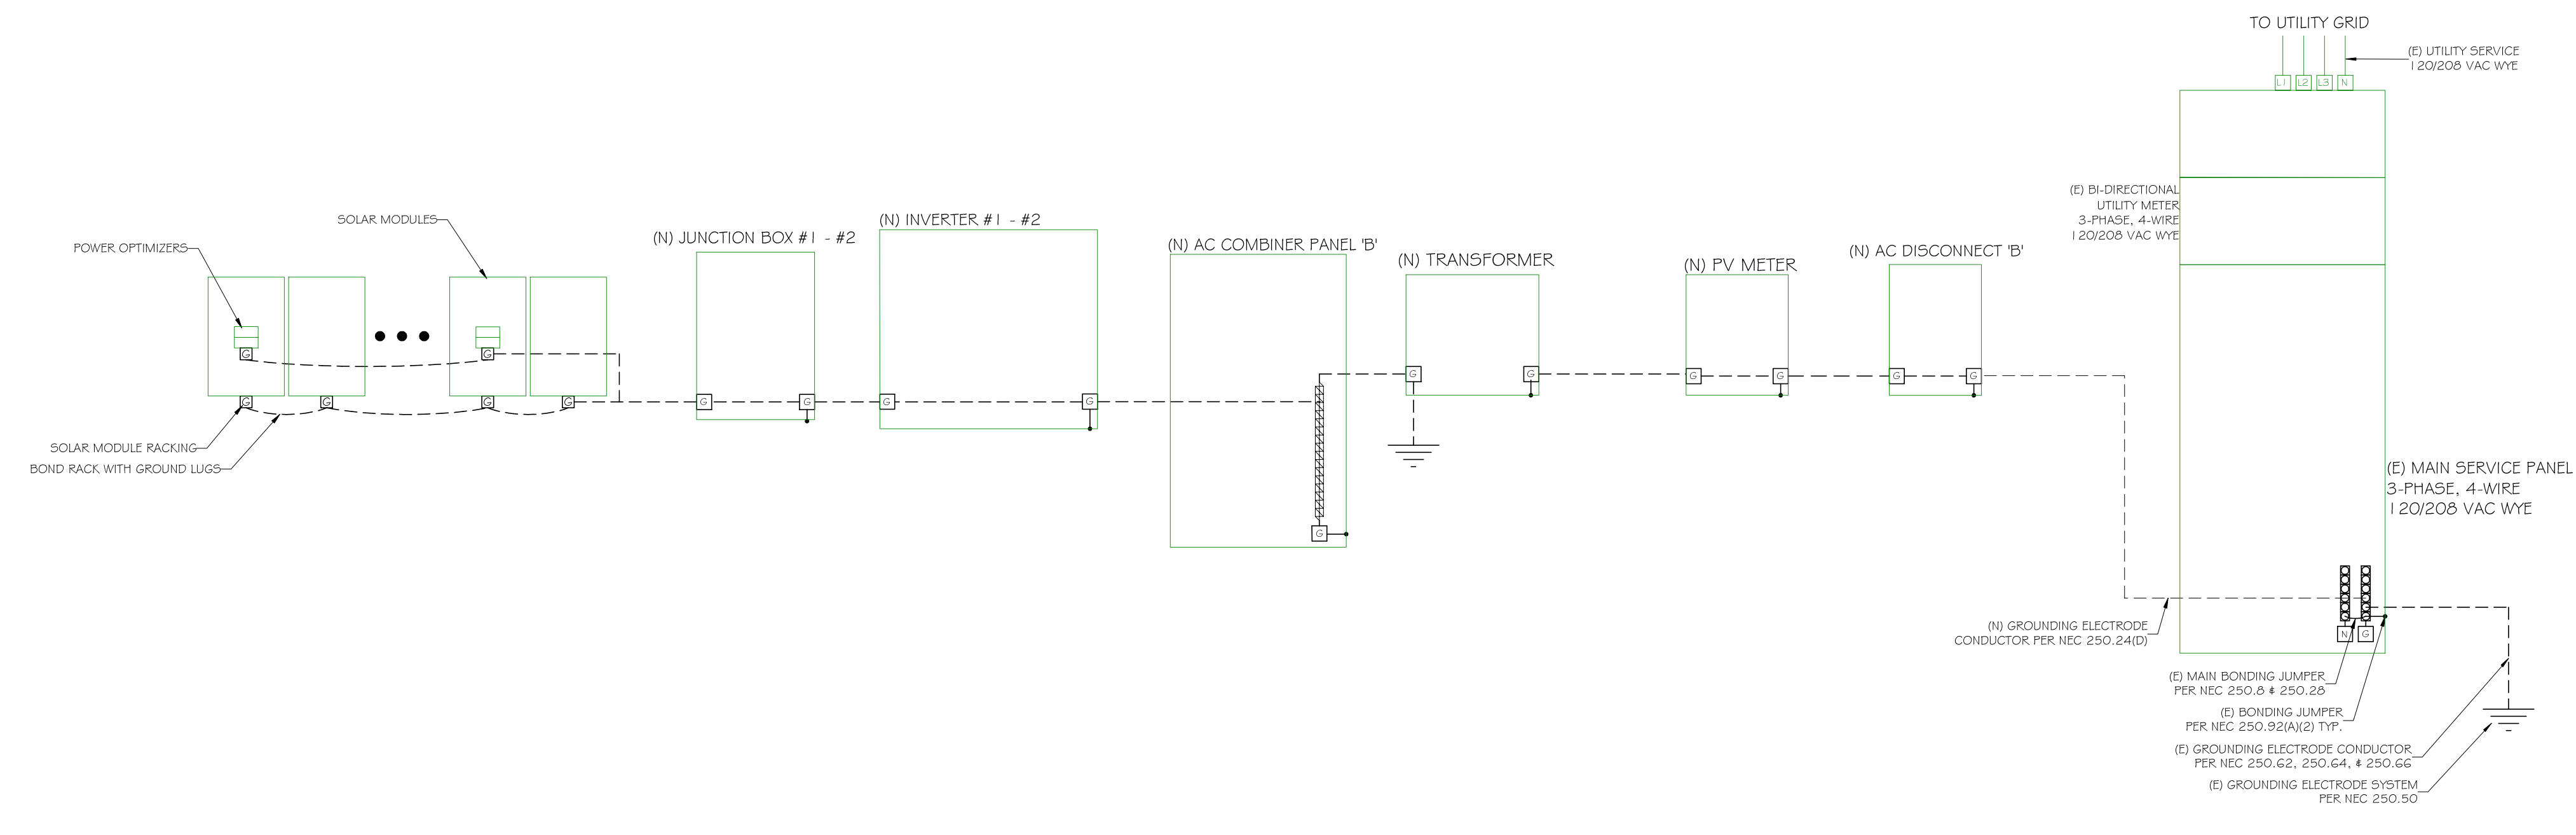 TO UTILITY GRID
(E) UTILITY SERVICE
120/208 VAC WYE
L1 L2 L3 N
(E) BI-DIRECTIONAL
UTILITY METER
3-PHASE, 4-WIRE
120/208 VAC WYE
SOLAR MODULES
POWER OPTIMIZERS
(N) JUNCTION BOX #1 - #2
(N) INVERTER #1 - #2
(N) AC COMBINER PANEL 'B'
(N) TRANSFORMER
(N) PV METER
(N) AC DISCONNECT 'B'
G G
G G G G
G G
G G
G
G G
G G
G G
SOLAR MODULE RACKING
BOND RACK WITH GROUND LUGS
(E) MAIN SERVICE PANEL
3-PHASE, 4-WIRE
120/208 VAC WYE
N G
(N) GROUNDING ELECTRODE
CONDUCTOR PER NEC 250.24(D)
(E) MAIN BONDING JUMPER
PER NEC 250.8 & 250.28
(E) BONDING JUMPER
PER NEC 250.92(A)(2) TYP.
(E) GROUNDING ELECTRODE CONDUCTOR
PER NEC 250.62, 250.64, & 250.66
(E) GROUNDING ELECTRODE SYSTEM
PER NEC 250.50